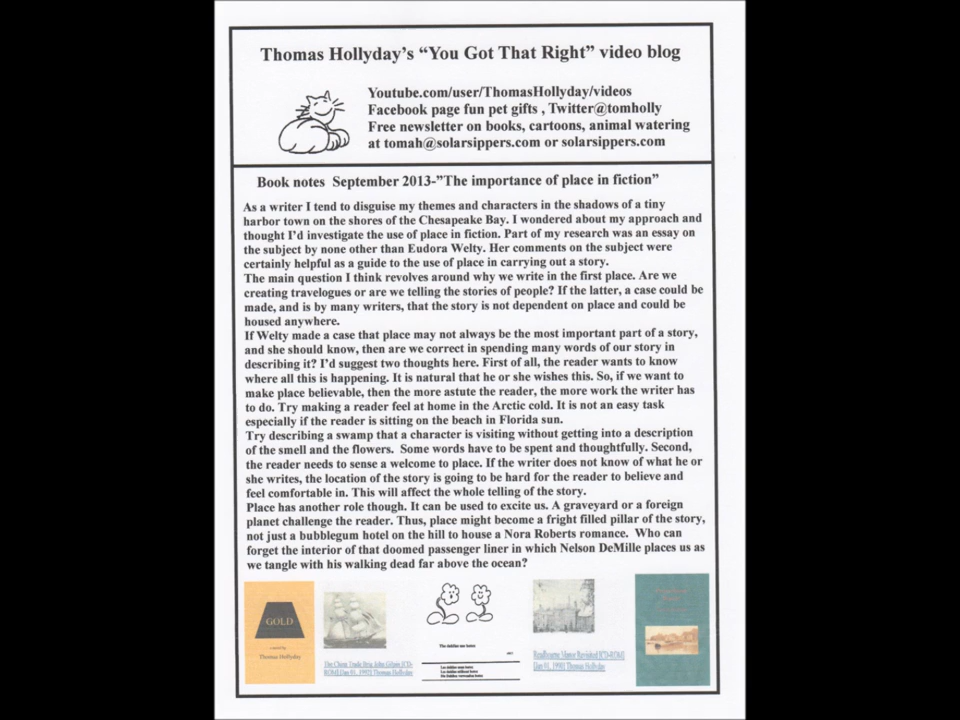 Thomas Hollyday's “You Got That Right” video blog
Youtube.com/user/ThomasHollyday/videos
Facebook page fun pet gifts , Twitter@tomholly
Free newsletter on books, cartoons, animal watering
at tomah@solarsippers.com or solarsippers.com
Book notes September 2013-”The importance of place in fiction”
As a writer I tend to disguise my themes and characters in the shadows of a tiny
harbor town on the shores of the Chesapeake Bay. I wondered about my approach and
thought I'd investigate the use of place in fiction. Part of my research was an essay on
the subject by none other than Eudora Welty. Her comments on the subject were
certainly helpful as a guide to the use of place in carrying out a story.
The main question I think revolves around why we write in the first place. Are we
creating travelogues or are we telling the stories of people? If the latter, a case could be
made, and is by many writers, that the story is not dependent on place and could be
housed anywhere.
If Welty made a case that place may not always be the most important part of a story,
and she should know, then are we correct in spending many words of our story in
describing it? I'd suggest two thoughts here. First of all, the reader wants to know
where all this is happening. It is natural that he or she wishes this. So, if we want to
make place believable, then the more astute the reader, the more work the writer has
to do. Try making a reader feel at home in the Arctic cold. It is not an easy task
especially if the reader is sitting on the beach in Florida sun.
Try describing a swamp that a character is visiting without getting into a description
of the smell and the flowers. Some words have to be spent and thoughtfully. Second,
the reader needs to sense a welcome to place. If the writer does not know of what he or
she writes, the location of the story is going to be hard for the reader to believe and
feel comfortable in. This will affect the whole telling of the story.
Place has another role though. It can be used to excite us. A graveyard or a foreign
planet challenge the reader. Thus, place might become a fright filled pillar of the story,
not just a bubblegum hotel on the hill to house a Nora Roberts romance. Who can
forget the interior of that doomed passenger liner in which Nelson DeMille places us as
we tangle with his walking dead far above the ocean?
GOLD
Thomas Hollyday
The China Trade Brig John Gilpin [CD-
ROM] Jan 01, 1992] Thomas Hollyday
Manor Revisited [CD-ROM]
[Jan 01, 1990] Thomas Hollyday